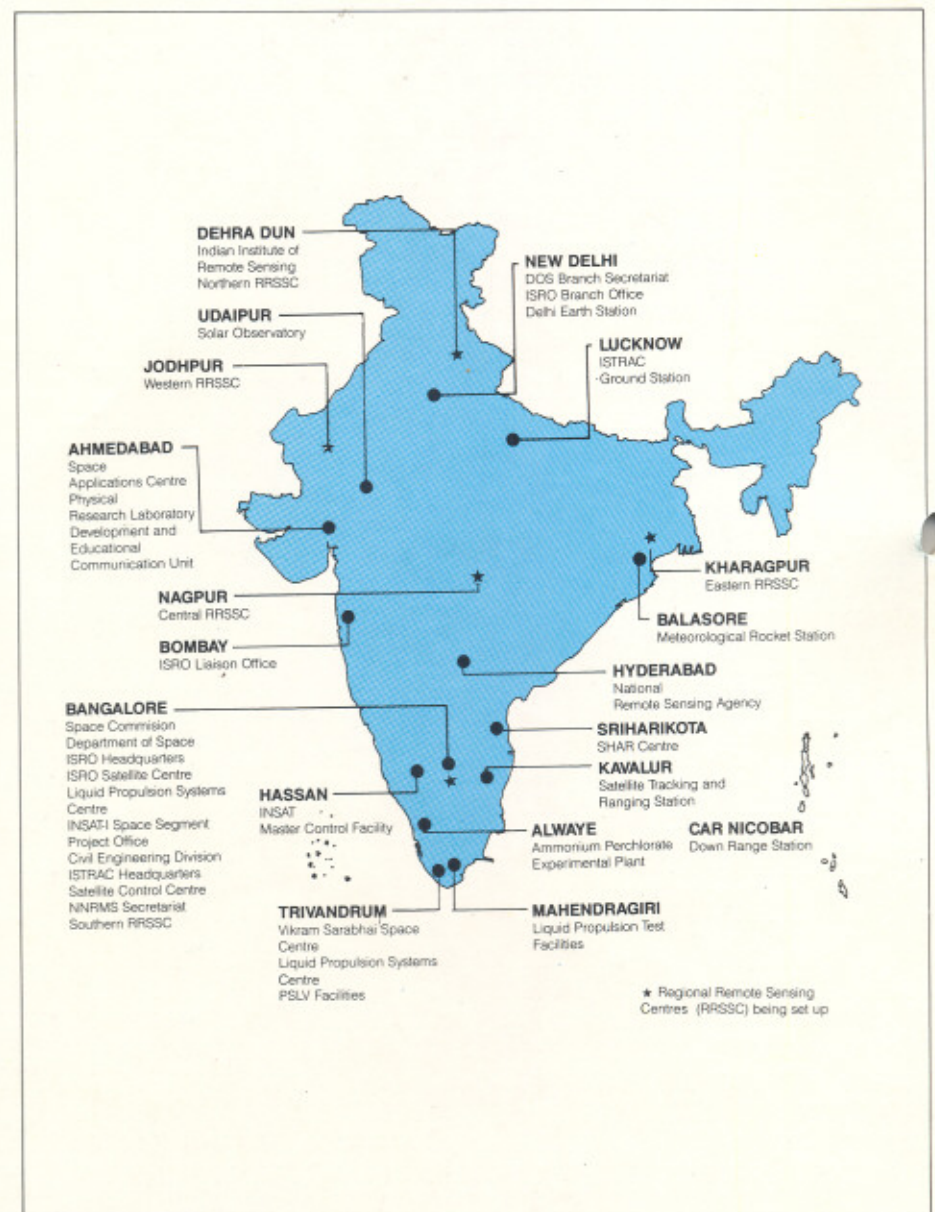 DEHRA DUN
Indian Institute of
Remote Sensing
Northern RRSSC
NEW DELHI
DOS Branch Secretariat
ISRO Branch Office
Delhi Earth Station
UDAIPUR
Solar Observatory
LUCKNOW
ISTRAC
Ground Station
JODHPUR
Western RRSSC
AHMEDABAD
Space
Applications Centre
Physical
Research Laboratory
Development and
Educational
Communication Unit
KHARAGPUR
Eastern RRSSC
NAGPUR
Central RRSSC
BALASORE
Meteorological Rocket Station
BOMBAY
ISRO Liaison Office
HYDERABAD
National
Remote Sensing Agency
BANGALORE
Space Commision
Department of Space
ISRO Headquarters
ISRO Satellite Centre
Liquid Propulsion Systems
Centre
INSAT-I Space Segment
Project Office
Civil Engineering Division
ISTRAC Headquarters
Satellite Control Centre
NNRMS Secretariat
Southern RRSSC
SRIHARIKOTA
SHAR Centre
KAVALUR
Satellite Tracking and
Ranging Station
HASSAN
INSAT
Master Control Facility
ALWAYE
Ammonium Perchlorate
Experimental Plant
CAR NICOBAR
Down Range Station
TRIVANDRUM
Vikram Sarabhai Space
Centre
Liquid Propulsion Systems
Centre
PSLV Facilities
MAHENDRAGIRI
Liquid Propulsion Test
Facilities
★ Regional Remote Sensing
Centres (RRSSC) being set up